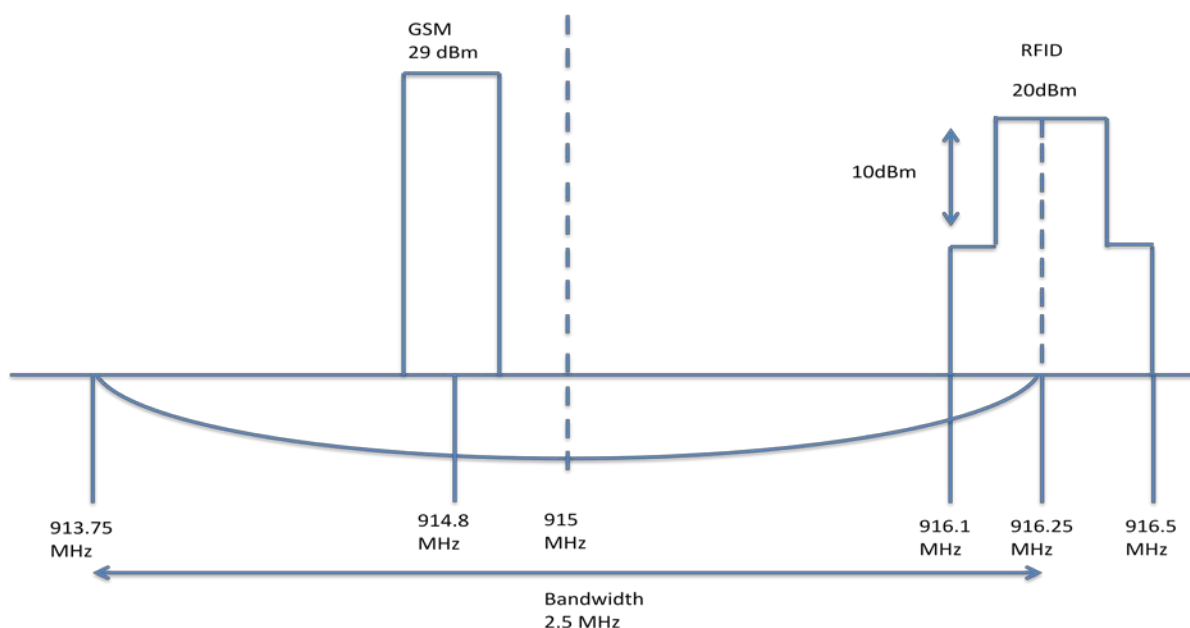 GSM
29 dBm
RFID
20dBm
10dBm
913.75
MHz
914.8
MHz
915
MHz
916.1
MHz
916.25
MHz
916.5
MHz
Bandwidth
2.5 MHz